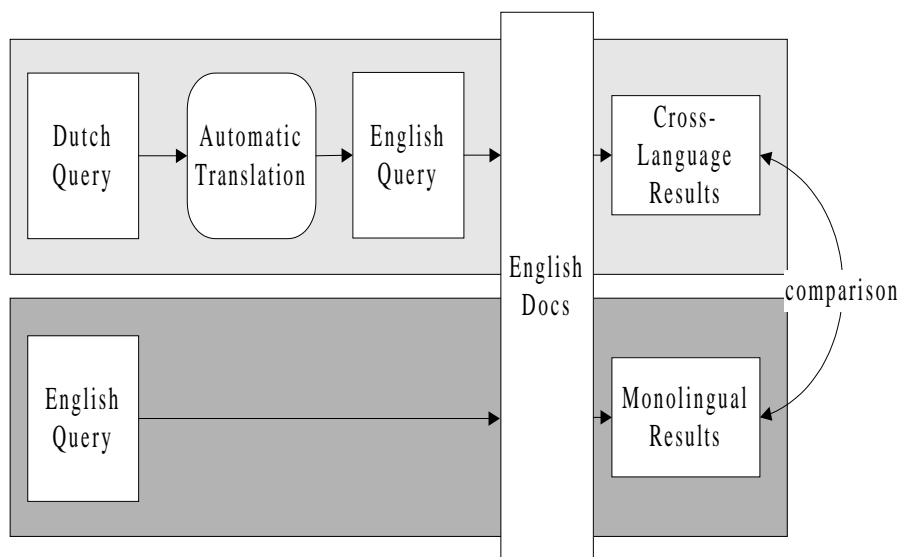 Dutch
Query
Automatic
Translation
English
Query
English
Docs
Cross-
Language
Results
comparison
English
Query
Monolingual
Results